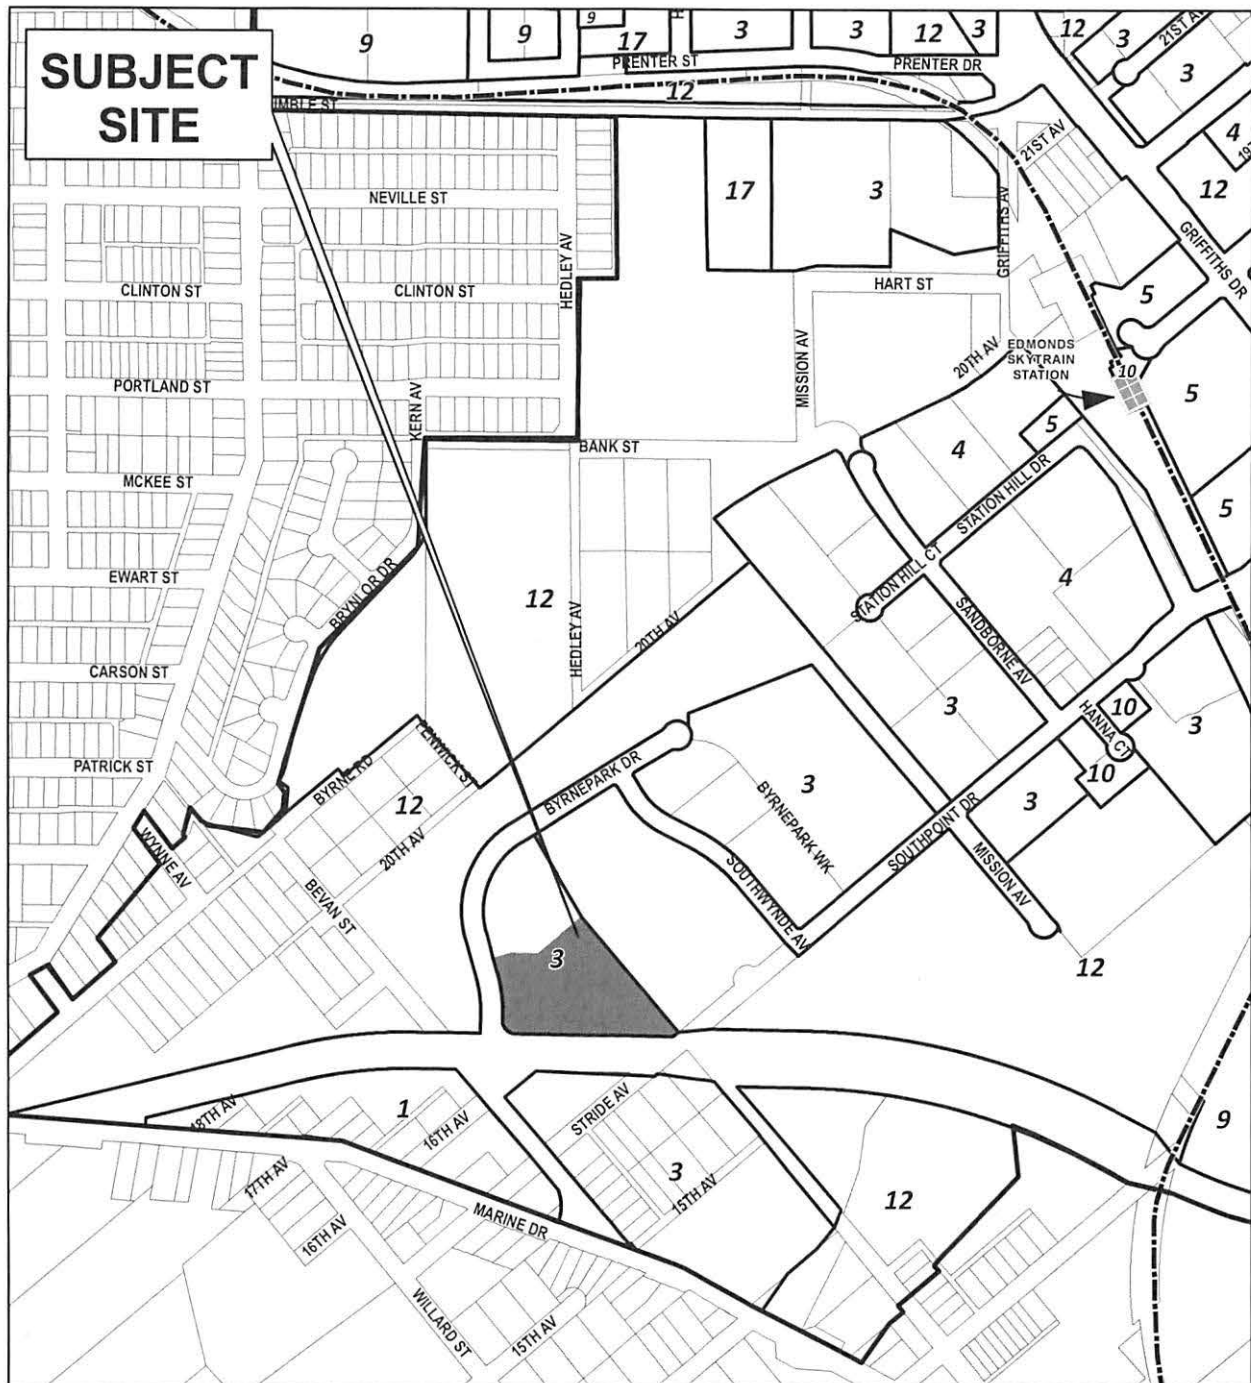 SUBJECT
SITE
9
9
9
17
3
3
12
3
12
3
21ST AV
3
PRENTER ST
PRENTER DR
12
4
12
21ST AV
NEVILLE ST
17
3
GRIFFITHS AV
GRIFFITHS DR
HEDLEY AV
CLINTON ST
CLINTON ST
HART ST
5
MISSION AV
20TH AV
EDMONDS
SKYTRAIN
STATION
10
5
PORTLAND ST
KERN AV
BANK ST
5
4
STATION HILL DR
5
MCKEE ST
EWART ST
BRYNLOR DR
12
HEDLEY AV
20TH AV
STATION HILL CT
4
SANDBORNE AV
CARSON ST
3
10
HANNA CT
3
PATRICK ST
BYRNE RD
FENWICK ST
12
20TH AV
BYRNEPARK DR
3
BYRNEPARK WK
10
3
SOUTHPOINT DR
MISSION AV
WYNNE AV
BEVAN ST
SOUTHWYNDE AV
3
12
18TH AV
1
16TH AV
STRIDE AV
3
15TH AV
9
17TH AV
16TH AV
MARINE DR
12
WILLARD ST
15TH AV